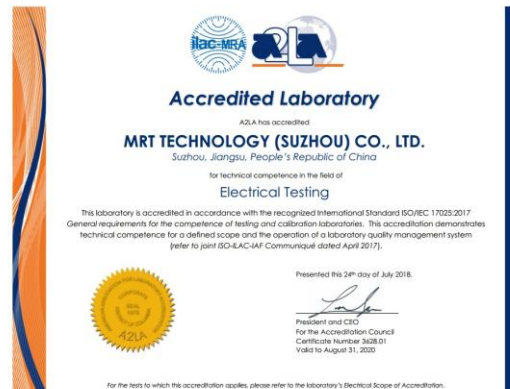 ilac-MRA
A2LA
Accredited Laboratory
A2LA has accredited
MRT TECHNOLOGY (SUZHOU) CO., LTD.
Suzhou, Jiangsu, People's Republic of China
for technical competence in the field of
Electrical Testing
This laboratory is accredited in accordance with the recognized International Standard ISO/IEC 17025:2017
General requirements for the competence of testing and calibration laboratories. This accreditation demonstrates
technical competence for a defined scope and the operation of a laboratory quality management system
(refer to joint ISO-ILAC-IAF Communiqué dated April 2017).
Presented this 24th day of July 2018.
President and CEO
For the Accreditation Council
Certificate Number 3628.01
Valid to August 31, 2020
CORPORATE
SEAL
1978
A2LA
For the tests to which this accreditation applies, please refer to the laboratory's Electrical Scope of Accreditation.